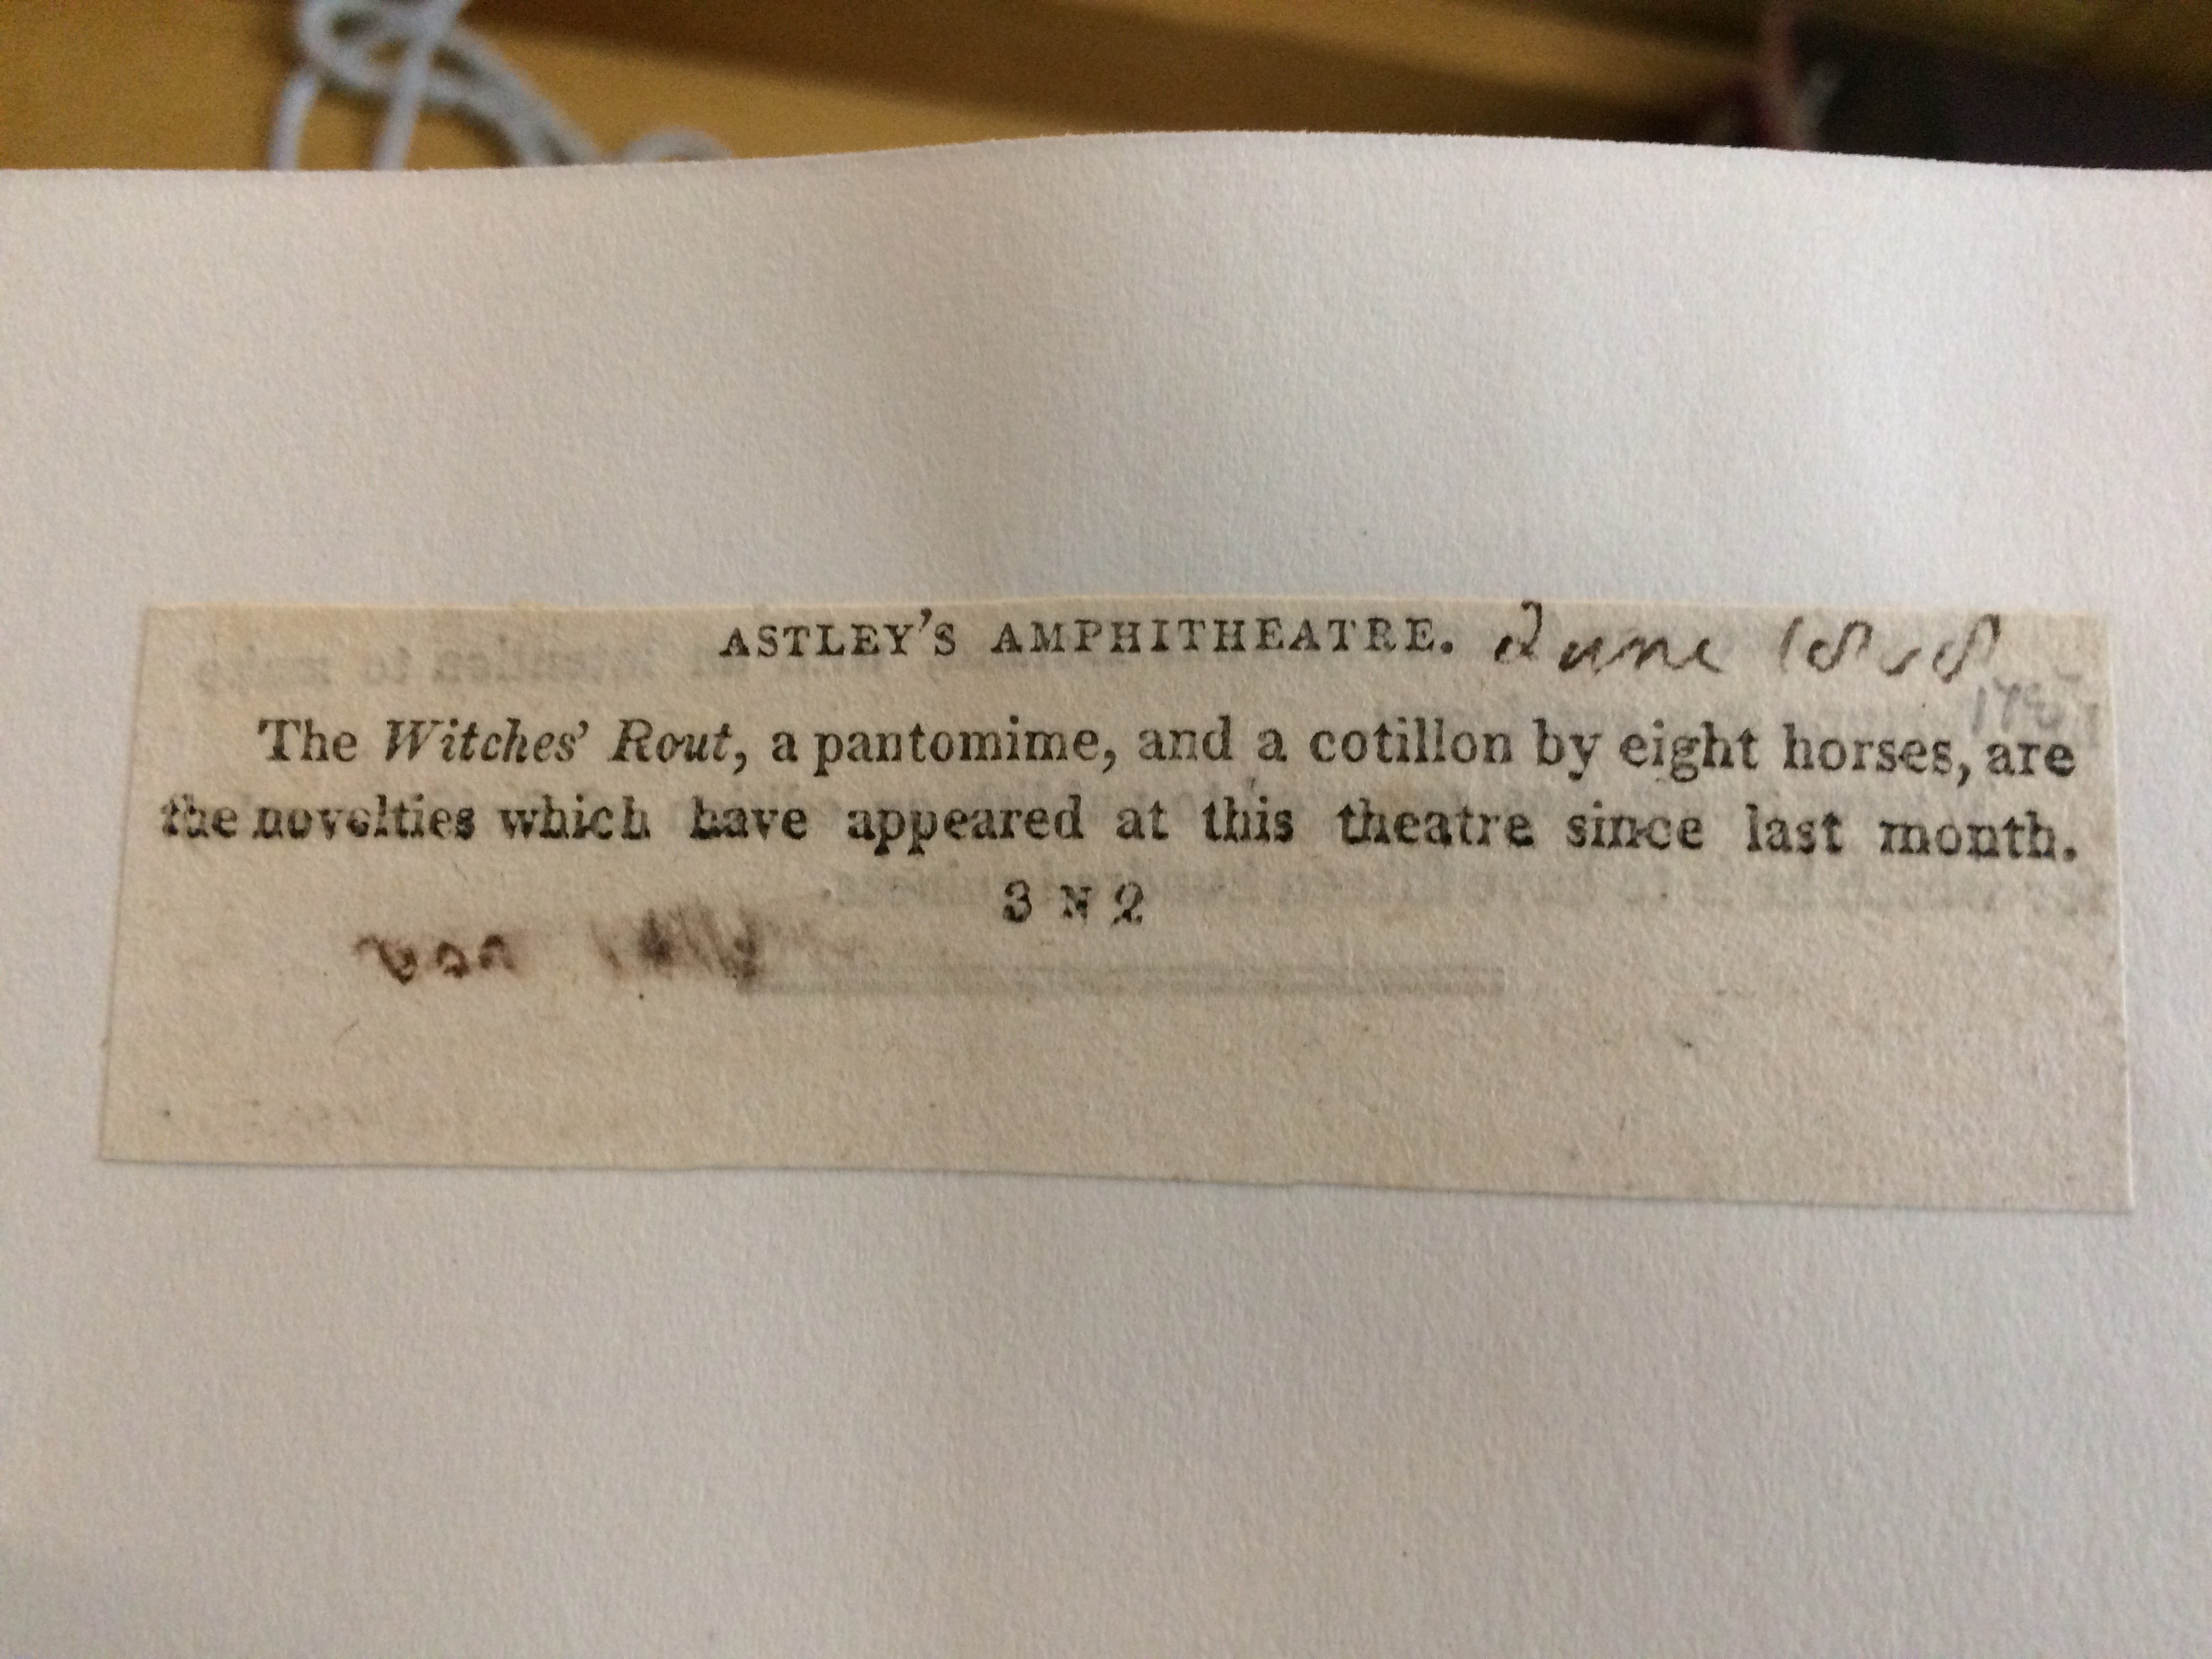 ASTLEY'S AMPHITHEATRE. June 1808
The Witches' Rout, a pantomime, and a cotillon by eight horses, are
the novelties which have appeared at this theatre since last month.
3 N 2